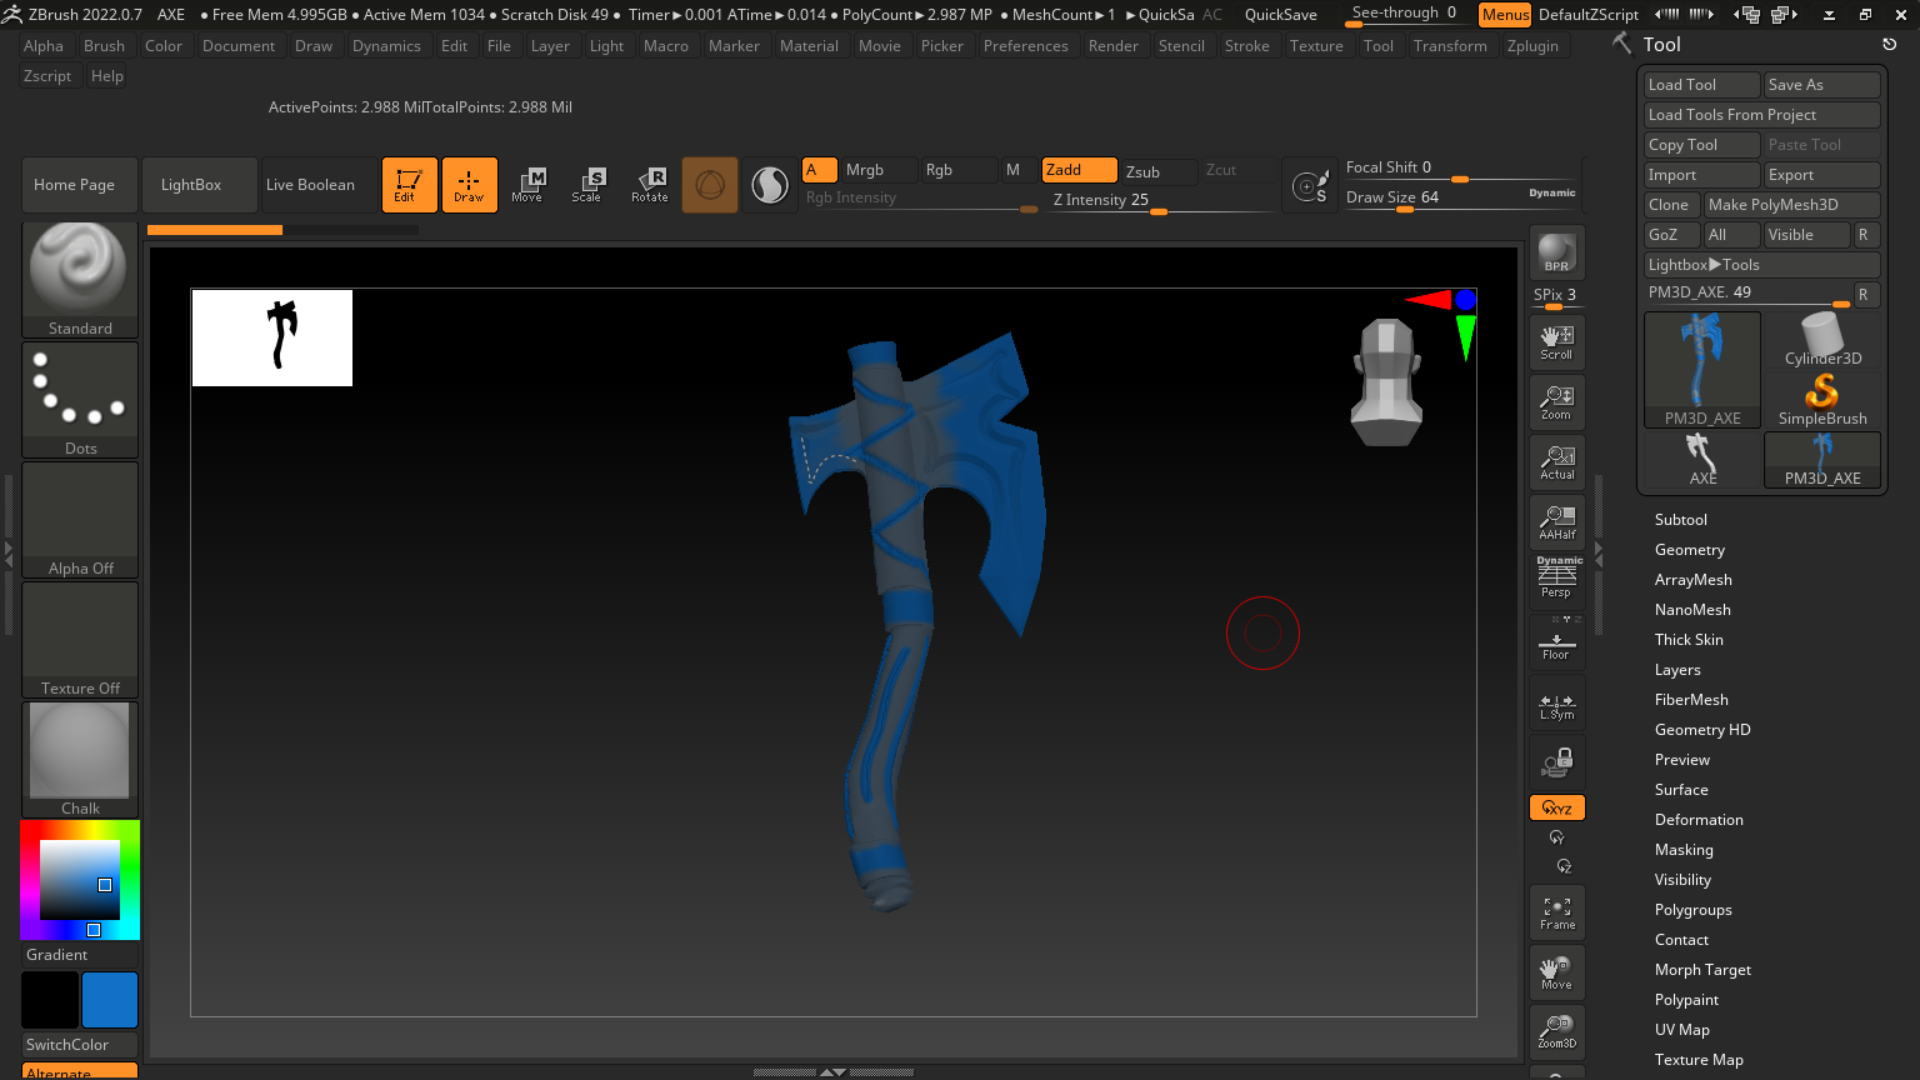 ZBrush 2022.0.7 AXE • Free Mem 4.995GB • Active Mem 1034 • Scratch Disk 49 • Timer▶0.001 ATime▶0.014 • PolyCount▶2.987 MP • MeshCount▶1 ▶QuickSa AC QuickSave See-through 0 Menus DefaultZScript
Alpha Brush Color Document Draw Dynamics Edit File Layer Light Macro Marker Material Movie Picker Preferences Render Stencil Stroke Texture Tool Transform Zplugin
Zscript Help
ActivePoints: 2.988 MilTotalPoints: 2.988 Mil
Home Page LightBox Live Boolean Edit Draw Move Scale Rotate
M S R
A Mrgb Rgb M Zadd Zsub Zcut
Rgb Intensity Z Intensity 25
S
Focal Shift 0
Draw Size 64 Dynamic
Standard
Dots
Alpha Off
Texture Off
Chalk
Gradient
SwitchColor
Alternate
BPR
SPix 3
Scroll
Zoom
x1
Actual
AAHalf
Dynamic
Persp
Floor
L.Sym
XYZ
Y
Z
Frame
Move
Zoom3D
Tool
Load Tool Save As
Load Tools From Project
Copy Tool Paste Tool
Import Export
Clone Make PolyMesh3D
GoZ All Visible R
Lightbox▶Tools
PM3D_AXE. 49 R
PM3D_AXE Cylinder3D
SimpleBrush
AXE PM3D_AXE
Subtool
Geometry
ArrayMesh
NanoMesh
Thick Skin
Layers
FiberMesh
Geometry HD
Preview
Surface
Deformation
Masking
Visibility
Polygroups
Contact
Morph Target
Polypaint
UV Map
Texture Map